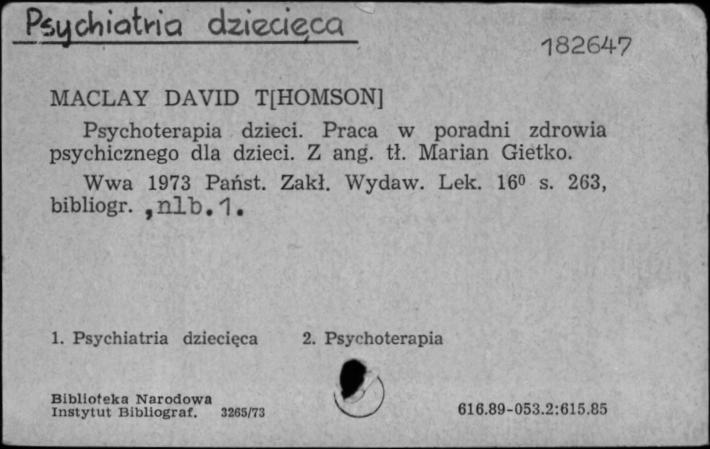 Psychiatria dziecięca
182647
MACLAY DAVID T[HOMSON]
Psychoterapia dzieci. Praca w poradni zdrowia
psychicznego dla dzieci. Z ang. tł. Marian Gietko.
Wwa 1973 Państ. Zakł. Wydaw. Lek. 16⁰ s. 263,
bibliogr. ,nlb.1.
1. Psychiatria dziecięca 2. Psychoterapia
Biblioteka Narodowa
Instytut Bibliograf. 3265/73
616.89-053.2:615.85